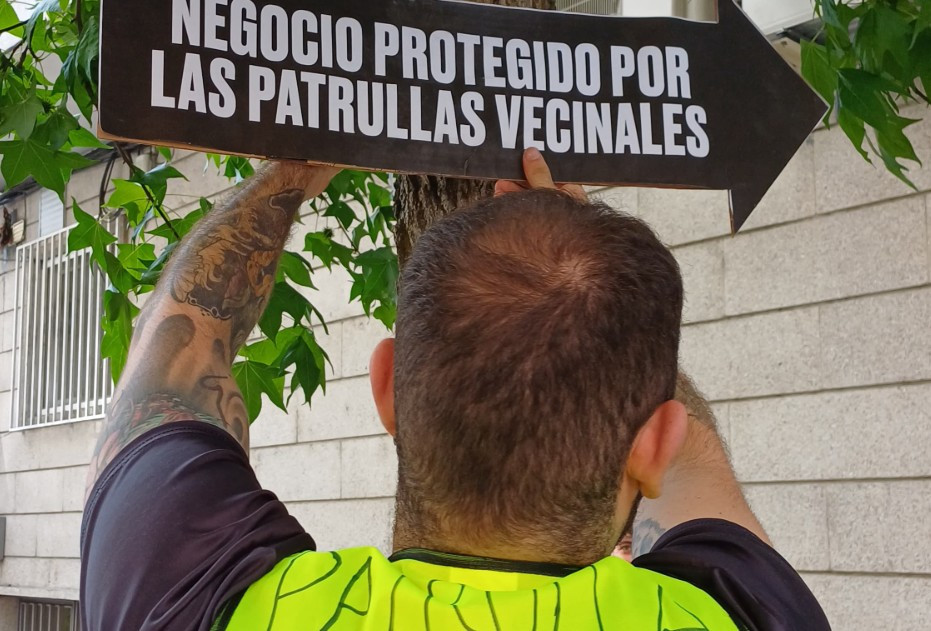 NEGOCIO PROTEGIDO POR
LAS PATRULLAS VECINALES